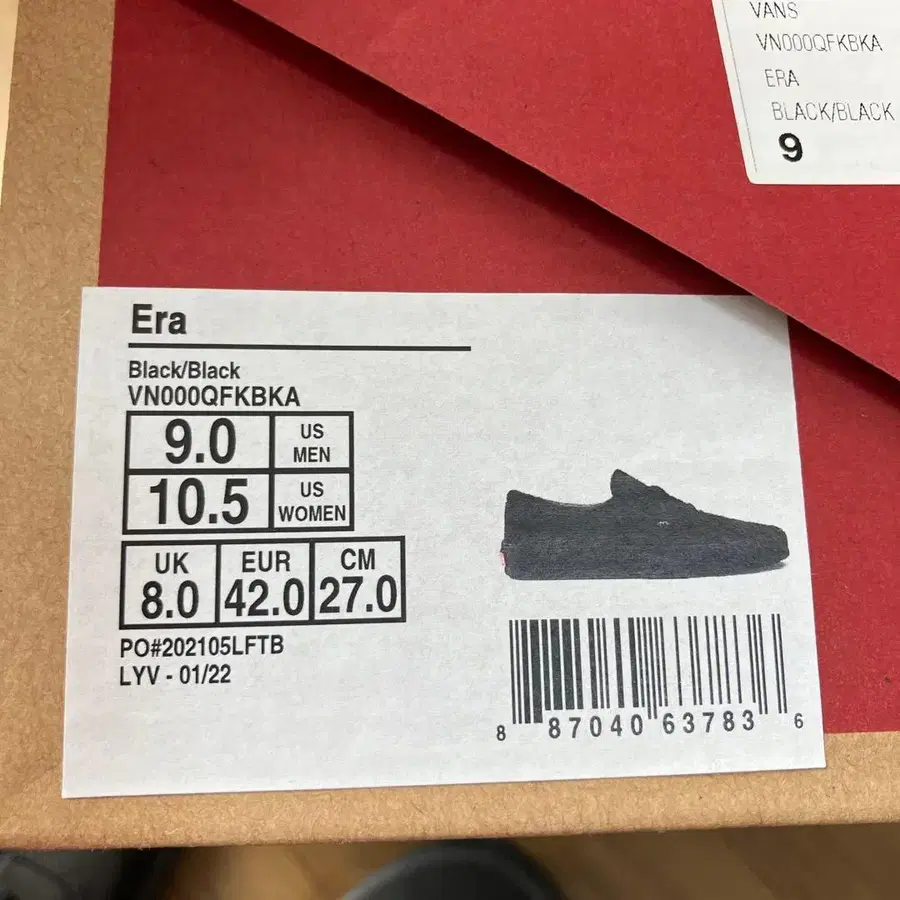 VANS
VN000QFKBKA
ERA
BLACK/BLACK
9
Era
Black/Black
VN000QFKBKA
9.0 US MEN
10.5 US WOMEN
UK EUR CM
8.0 42.0 27.0
PO#202105LFTB
LYV - 01/22
8 87040 63783 6